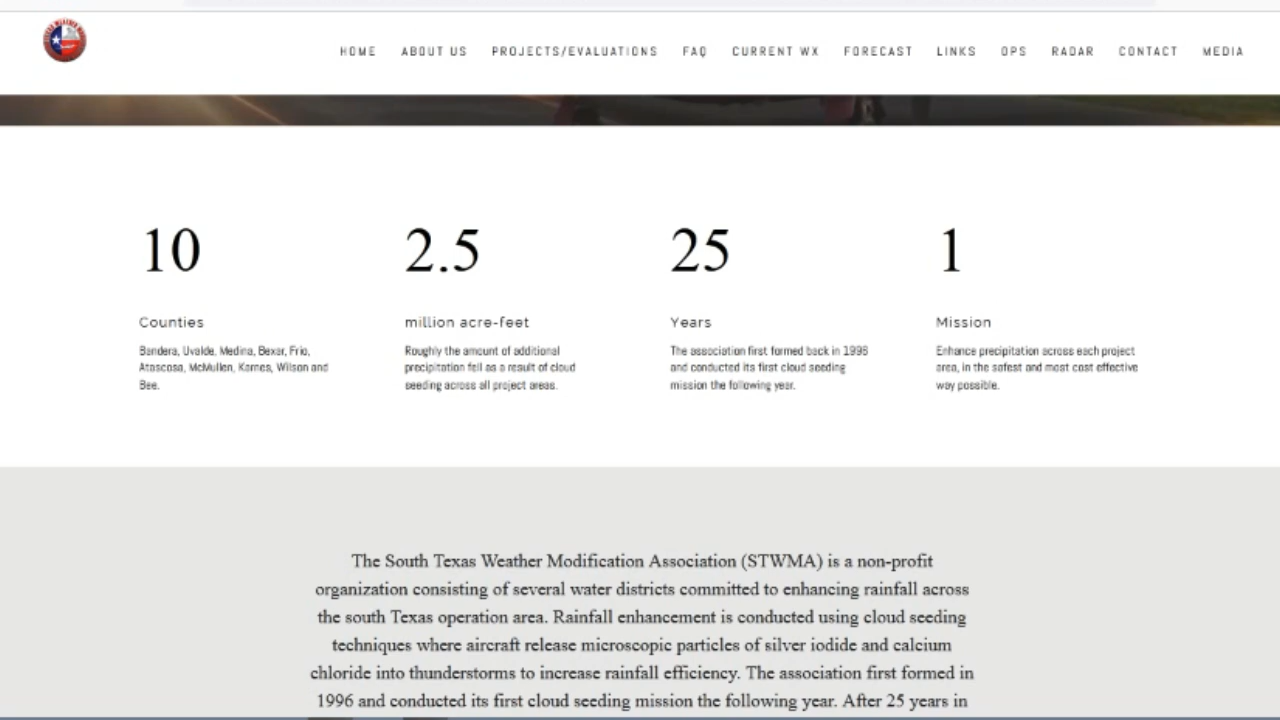 HOME ABOUT US PROJECTS/EVALUATIONS FAQ CURRENT WX FORECAST LINKS OPS RADAR CONTACT MEDIA
10
Counties
Bandera, Uvalde, Medina, Bexar, Frio,
Atascosa, McMullen, Karnes, Wilson and
Bee.
2.5
million acre-feet
Roughly the amount of additional
precipitation fell as a result of cloud
seeding across all project areas.
25
Years
The association first formed back in 1996
and conducted its first cloud seeding
mission the following year.
1
Mission
Enhance precipitation across each project
area, in the safest and most cost effective
way possible.
The South Texas Weather Modification Association (STWMA) is a non-profit
organization consisting of several water districts committed to enhancing rainfall across
the south Texas operation area. Rainfall enhancement is conducted using cloud seeding
techniques where aircraft release microscopic particles of silver iodide and calcium
chloride into thunderstorms to increase rainfall efficiency. The association first formed in
1996 and conducted its first cloud seeding mission the following year. After 25 years in